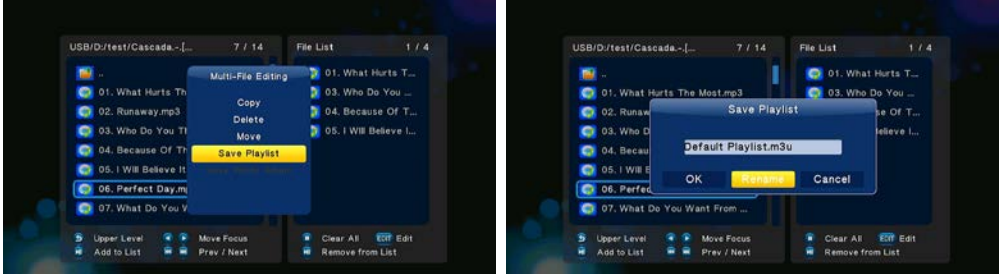 USB/D:/test/Cascada.-.[... 7 / 14 File List 1 / 4
..
01. What Hurts Th
02. Runaway.mp3
03. Who Do You Th
04. Because Of Th
05. I Will Believe It
06. Perfect Day.m
07. What Do You W
Multi-File Editing
Copy
Delete
Move
Save Playlist
01. What Hurts T...
03. Who Do You ...
04. Because Of T...
05. I Will Believe I...
Upper Level Move Focus Clear All EDIT Edit
Add to List Prev / Next Remove from List
USB/D:/test/Cascada.-.[... 7 / 14 File List 1 / 4
..
01. What Hurts The Most.mp3
02. Runaw
03. Who D
04. Becau
05. I Will B
06. Perfec
07. What Do You Want From ...
Save Playlist
Default Playlist.m3u
OK Rename Cancel
01. What Hurts T...
03. Who Do You ...
se Of T...
elieve I...
Upper Level Move Focus Clear All EDIT Edit
Add to List Prev / Next Remove from List